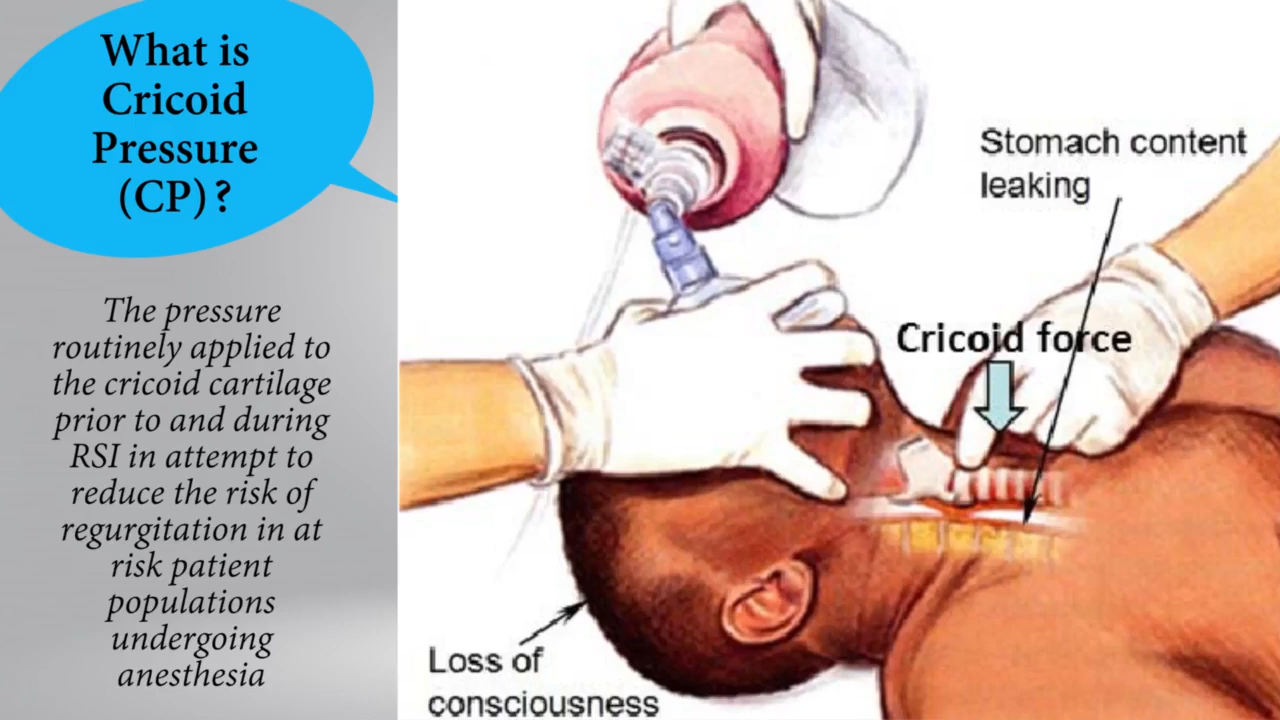 What is
Cricoid
Pressure
(CP)?
The pressure
routinely applied to
the cricoid cartilage
prior to and during
RSI in attempt to
reduce the risk of
regurgitation in at
risk patient
populations
undergoing
anesthesia
Stomach content
leaking
Cricoid force
Loss of
consciousness